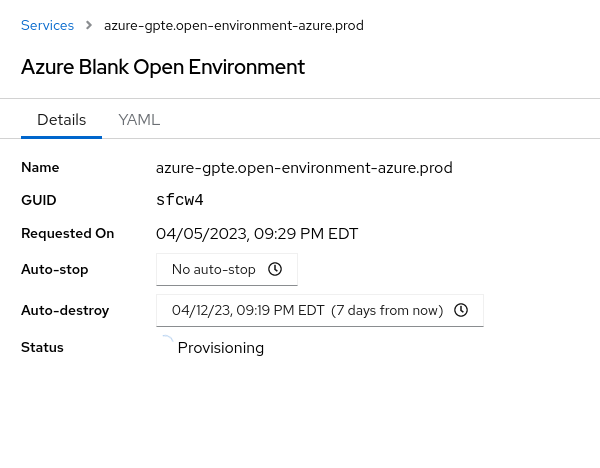 Services > azure-gpte.open-environment-azure.prod
Azure Blank Open Environment
Details YAML
Name azure-gpte.open-environment-azure.prod
GUID sfcw4
Requested On 04/05/2023, 09:29 PM EDT
Auto-stop No auto-stop
Auto-destroy 04/12/23, 09:19 PM EDT (7 days from now)
Status Provisioning